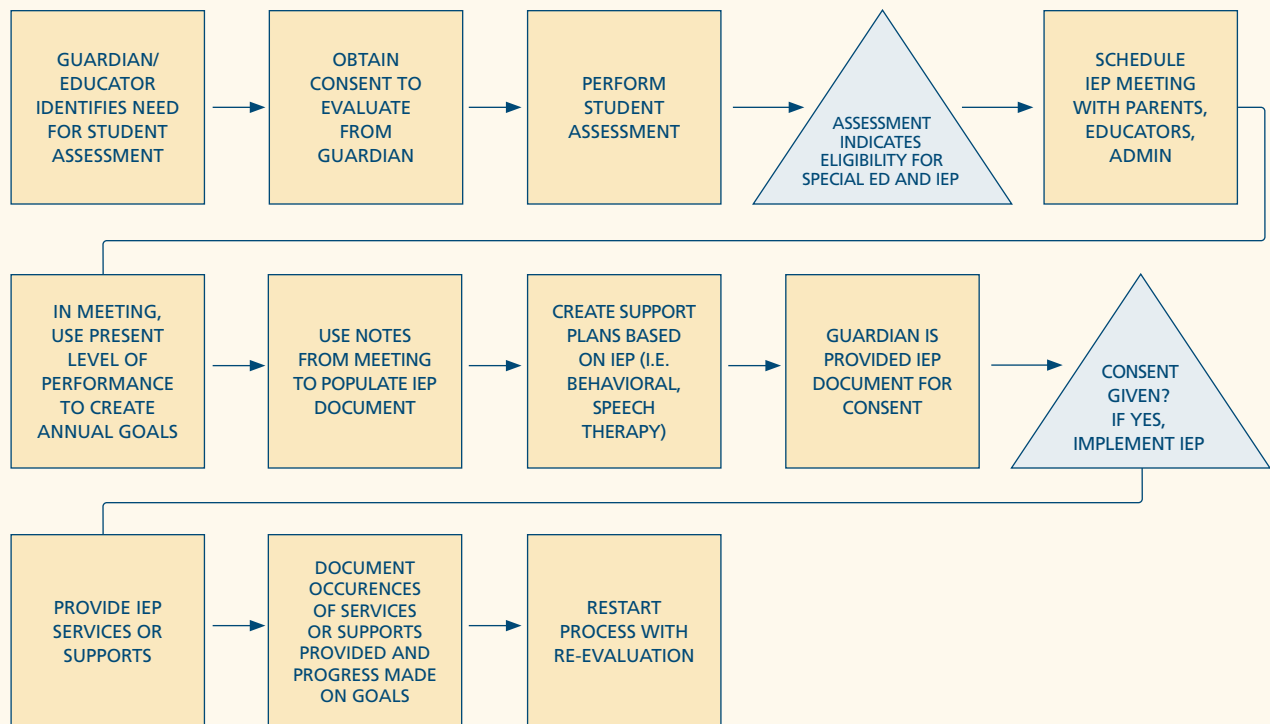 GUARDIAN/
EDUCATOR
IDENTIFIES NEED
FOR STUDENT
ASSESSMENT
OBTAIN
CONSENT TO
EVALUATE
FROM
GUARDIAN
PERFORM
STUDENT
ASSESSMENT
ASSESSMENT
INDICATES
ELIGIBILITY FOR
SPECIAL ED AND IEP
SCHEDULE
IEP MEETING
WITH PARENTS,
EDUCATORS,
ADMIN
IN MEETING,
USE PRESENT
LEVEL OF
PERFORMANCE
TO CREATE
ANNUAL GOALS
USE NOTES
FROM MEETING
TO POPULATE IEP
DOCUMENT
CREATE SUPPORT
PLANS BASED
ON IEP (I.E.
BEHAVIORAL,
SPEECH
THERAPY)
GUARDIAN IS
PROVIDED IEP
DOCUMENT FOR
CONSENT
CONSENT
GIVEN?
IF YES,
IMPLEMENT IEP
PROVIDE IEP
SERVICES OR
SUPPORTS
DOCUMENT
OCCURENCES
OF SERVICES
OR SUPPORTS
PROVIDED AND
PROGRESS MADE
ON GOALS
RESTART
PROCESS WITH
RE-EVALUATION